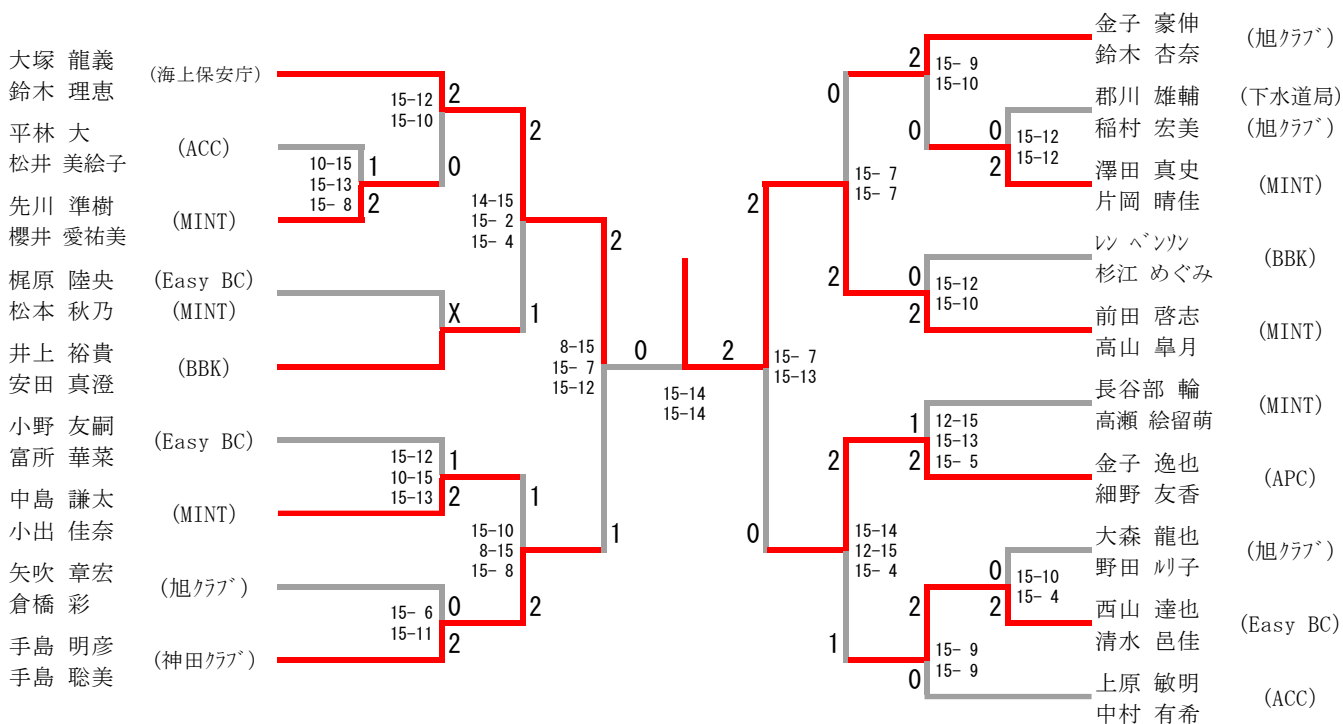 大塚 龍義
鈴木 理恵
(海上保安庁)
平林 大
松井 美絵子
(ACC)
先川 準樹
櫻井 愛祐美
(MINT)
梶原 陸央
(Easy BC)
松本 秋乃
(MINT)
井上 裕貴
安田 真澄
(BBK)
小野 友嗣
富所 華菜
(Easy BC)
中島 謙太
小出 佳奈
(MINT)
矢吹 章宏
倉橋 彩
(旭ｸﾗﾌﾞ)
手島 明彦
手島 聡美
(神田ｸﾗﾌﾞ)
10-15
15-13
15- 8
1
2
15-12
15-10
2
0
X
15-12
10-15
15-13
1
2
15- 6
15-11
0
2
14-15
15- 2
15- 4
2
1
15-10
8-15
15- 8
1
2
8-15
15- 7
15-12
2
1
0
2
15-14
15-14
2
0
15- 7
15-13
0
2
15- 7
15- 7
2
1
15-14
12-15
15- 4
2
0
15- 9
15-10
0
2
15-12
15-12
0
2
15-12
15-10
1
2
12-15
15-13
15- 5
0
2
15-10
15- 4
2
0
15- 9
15- 9
金子 豪伸
鈴木 杏奈
(旭ｸﾗﾌﾞ)
郡川 雄輔
(下水道局)
稲村 宏美
(旭ｸﾗﾌﾞ)
澤田 真史
片岡 晴佳
(MINT)
ﾚﾝ ﾍﾞﾝｿﾝ
杉江 めぐみ
(BBK)
前田 啓志
高山 皐月
(MINT)
長谷部 輪
高瀬 絵留萌
(MINT)
金子 逸也
細野 友香
(APC)
大森 龍也
野田 ﾙﾘ子
(旭ｸﾗﾌﾞ)
西山 達也
清水 邑佳
(Easy BC)
上原 敏明
中村 有希
(ACC)